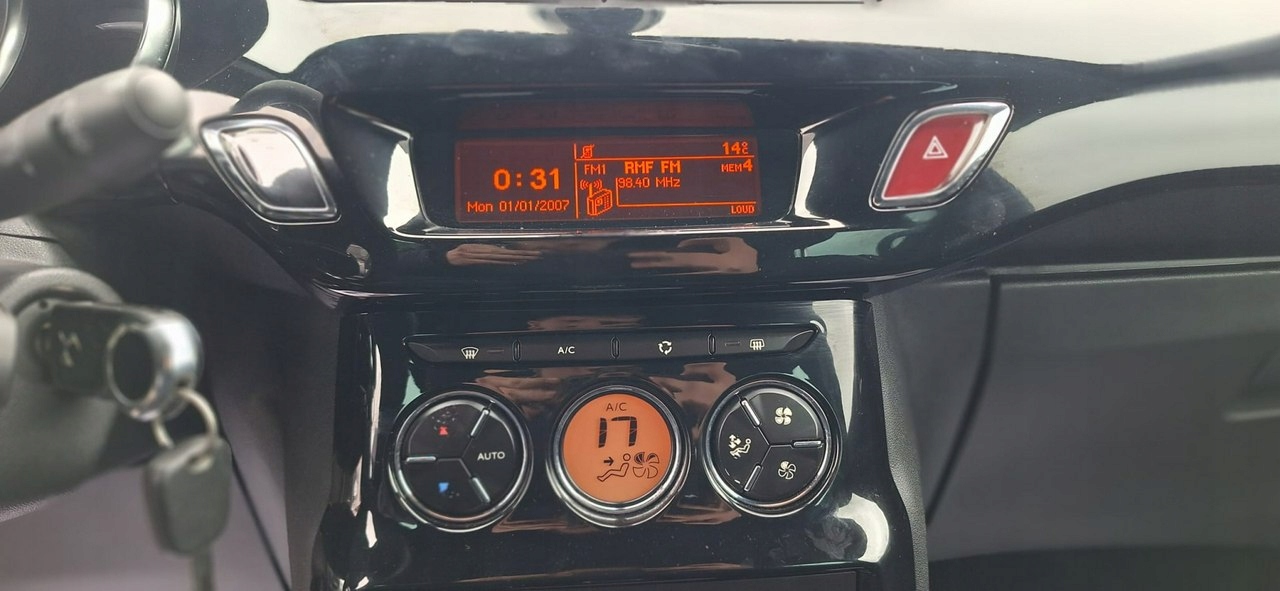 14°C
FM1 RMF FM MEM4
0:31
98.40 MHz
Mon 01/01/2007
LOUD
A/C
A/C
17
AUTO